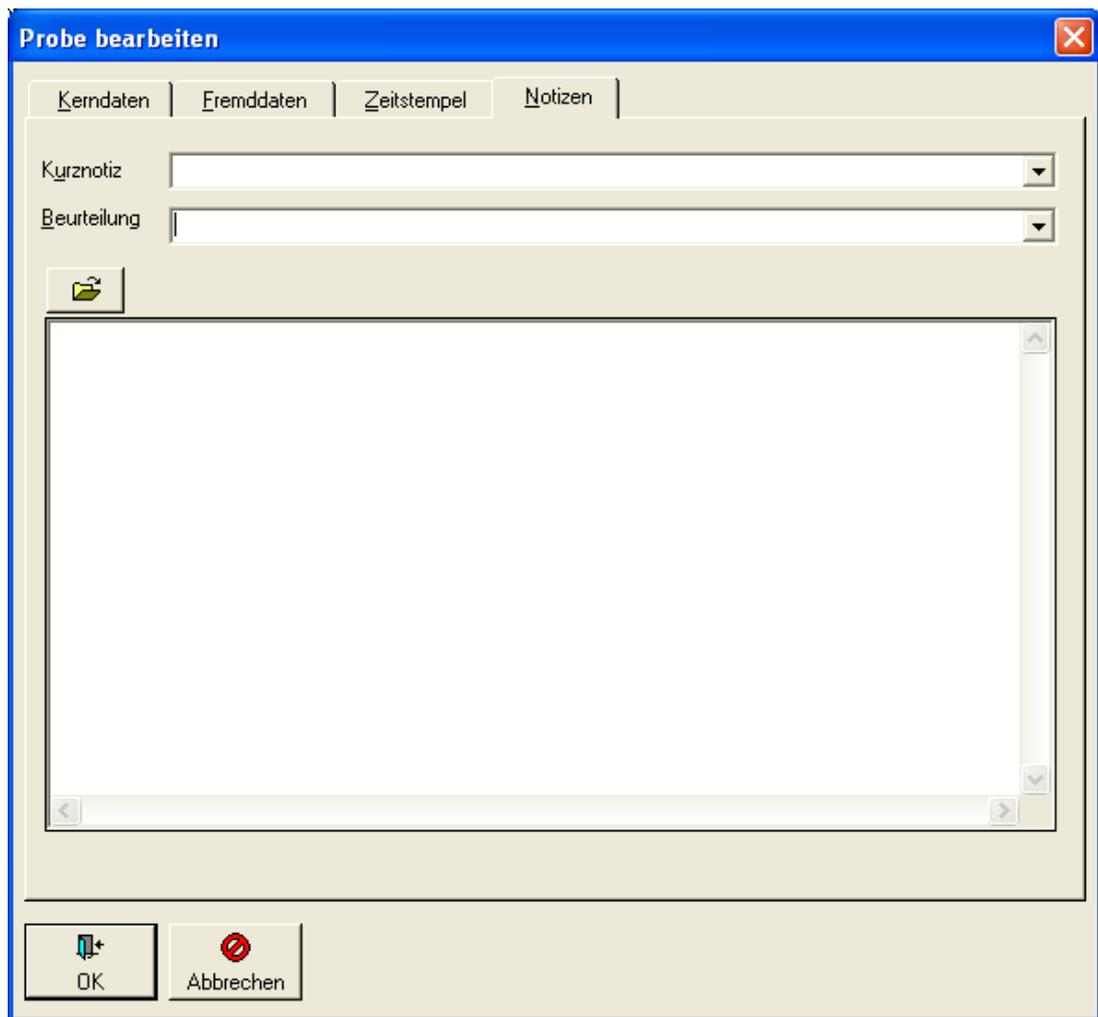 Probe bearbeiten
Kerndaten Fremddaten Zeitstempel Notizen
Kurznotiz
Beurteilung
OK Abbrechen